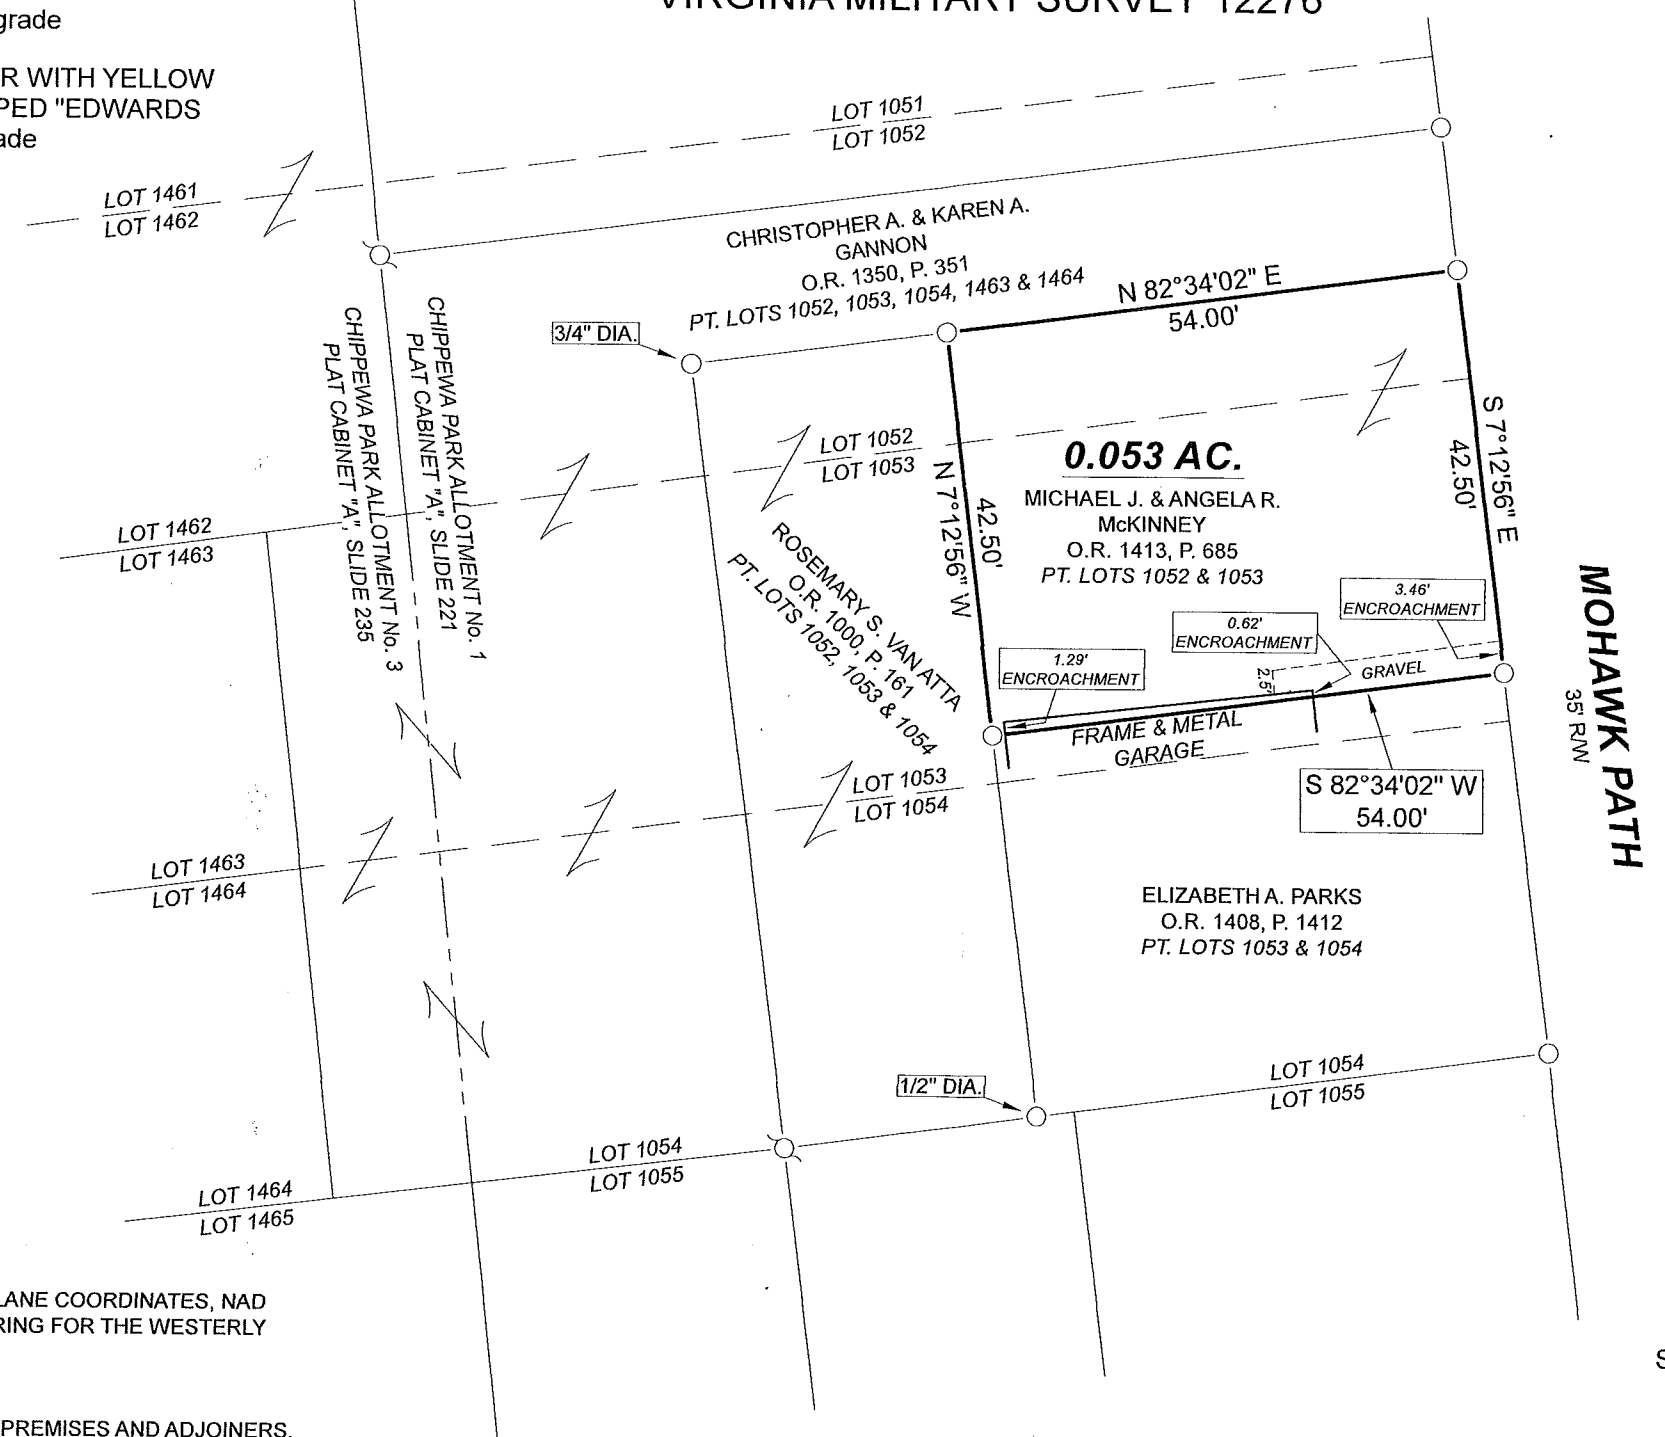 grade
VIRGINIA MILITARY SURVEY 12276
R WITH YELLOW
PED "EDWARDS
ade
LOT 1051
LOT 1052
LOT 1461
LOT 1462
CHRISTOPHER A. & KAREN A.
GANNON
O.R. 1350, P. 351
PT. LOTS 1052, 1053, 1054, 1463 & 1464
N 82°34'02" E
54.00'
3/4" DIA.
CHIPPEWA PARK ALLOTMENT No. 3
PLAT CABINET "A", SLIDE 235
CHIPPEWA PARK ALLOTMENT No. 1
PLAT CABINET "A", SLIDE 221
LOT 1052
LOT 1053
0.053 AC.
MICHAEL J. & ANGELA R.
McKINNEY
O.R. 1413, P. 685
PT. LOTS 1052 & 1053
N 7°12'56" W
42.50'
S 7°12'56" E
42.50'
LOT 1462
LOT 1463
ROSEMARY S. VAN ATTA
O.R. 1000, P. 161
PT. LOTS 1052, 1053 & 1054
3.46'
ENCROACHMENT
0.62'
ENCROACHMENT
1.29'
ENCROACHMENT
2.5'
GRAVEL
FRAME & METAL
GARAGE
MOHAWK PATH
35' R/W
S 82°34'02" W
54.00'
LOT 1053
LOT 1054
LOT 1463
LOT 1464
ELIZABETH A. PARKS
O.R. 1408, P. 1412
PT. LOTS 1053 & 1054
1/2" DIA.
LOT 1054
LOT 1055
LOT 1054
LOT 1055
LOT 1464
LOT 1465
LANE COORDINATES, NAD
RING FOR THE WESTERLY
S
PREMISES AND ADJOINERS.